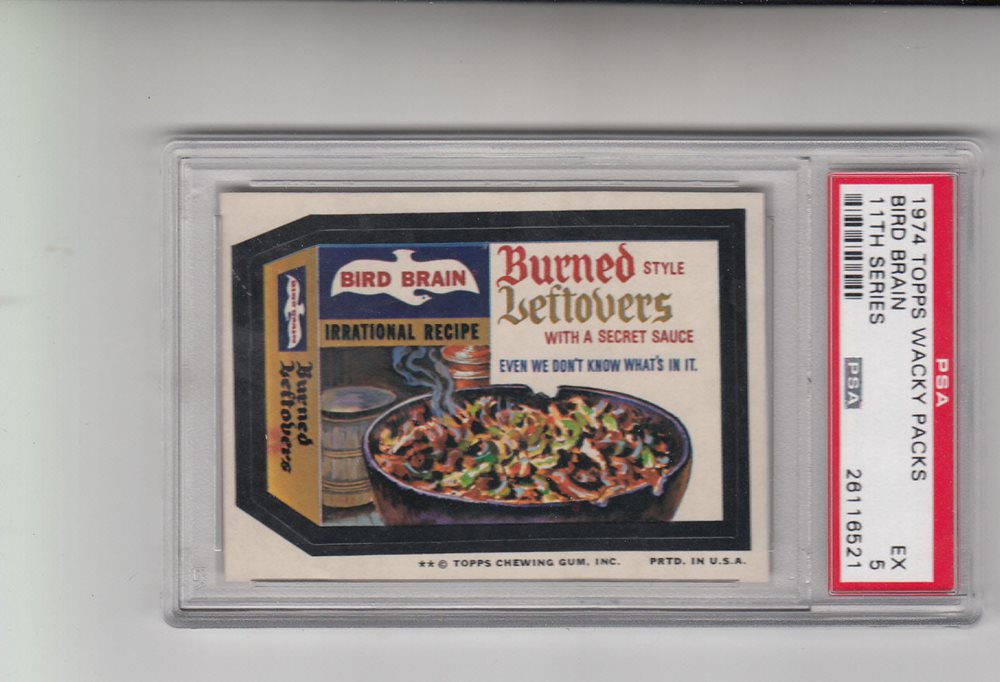 BIRD BRAIN
IRRATIONAL RECIPE
Burned STYLE
Leftovers
WITH A SECRET SAUCE
EVEN WE DON'T KNOW WHAT'S IN IT.
BIRD BRAIN
Burned
Leftovers
★★ © TOPPS CHEWING GUM, INC. PRTD. IN U.S.A.
PSA
1974 TOPPS WACKY PACKS
BIRD BRAIN EX
11TH SERIES 5
PSA 26116521